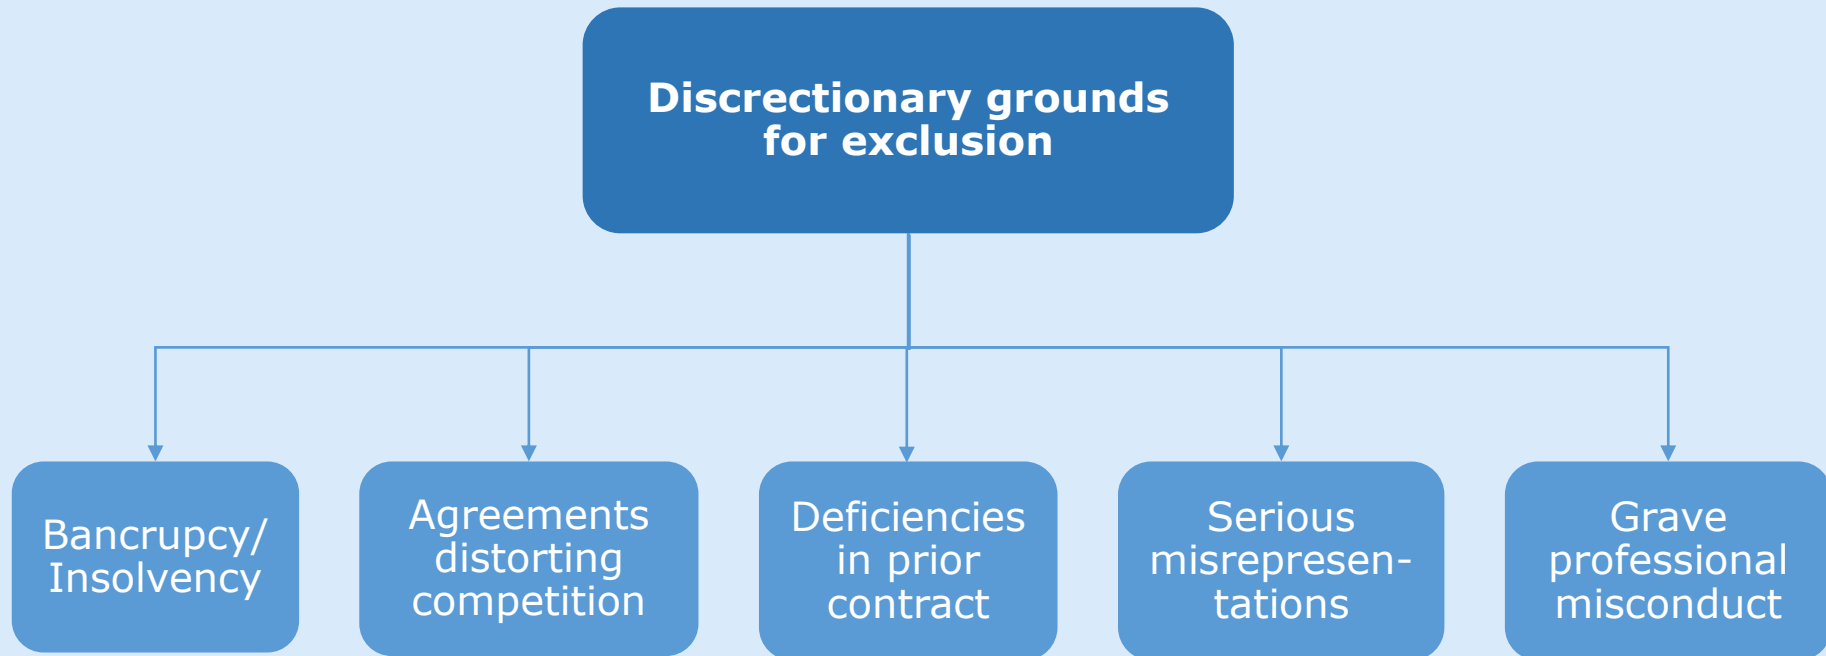 Discrectionary grounds
for exclusion
Bancrupcy/
Insolvency
Agreements
distorting
competition
Deficiencies
in prior
contract
Serious
misrepresen-
tations
Grave
professional
misconduct